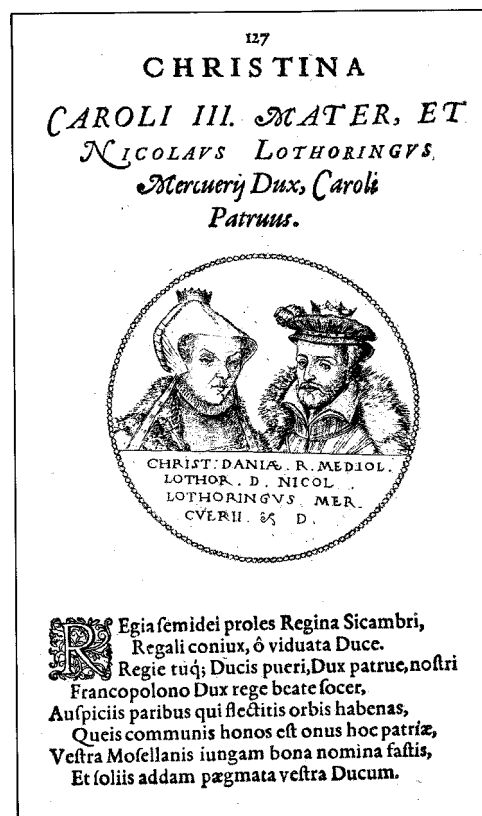 127
CHRISTINA
CAROLI III. MATER, ET
NICOLAVS LOTHORINGVS
Mercuerij Dux, Caroli
Patruus.
CHRIST. DANIÆ. R. MEDIOL.
LOTHOR. D. NICOL
LOTHORINGVS MER.
CVERII. & D.
REgia ſemidei proles Regina Sicambri,
Regali coniux, ô viduata Duce.
Regie tuq́; Ducis pueri, Dux patrue, noſtri
Francopolono Dux rege beate ſocer,
Auſpiciis paribus qui flectitis orbis habenas,
Queis communis honos eſt onus hoc patriæ,
Veſtra Moſellanis iungam bona nomina faſtis,
Et ſoliis addam pægmata veſtra Ducum.